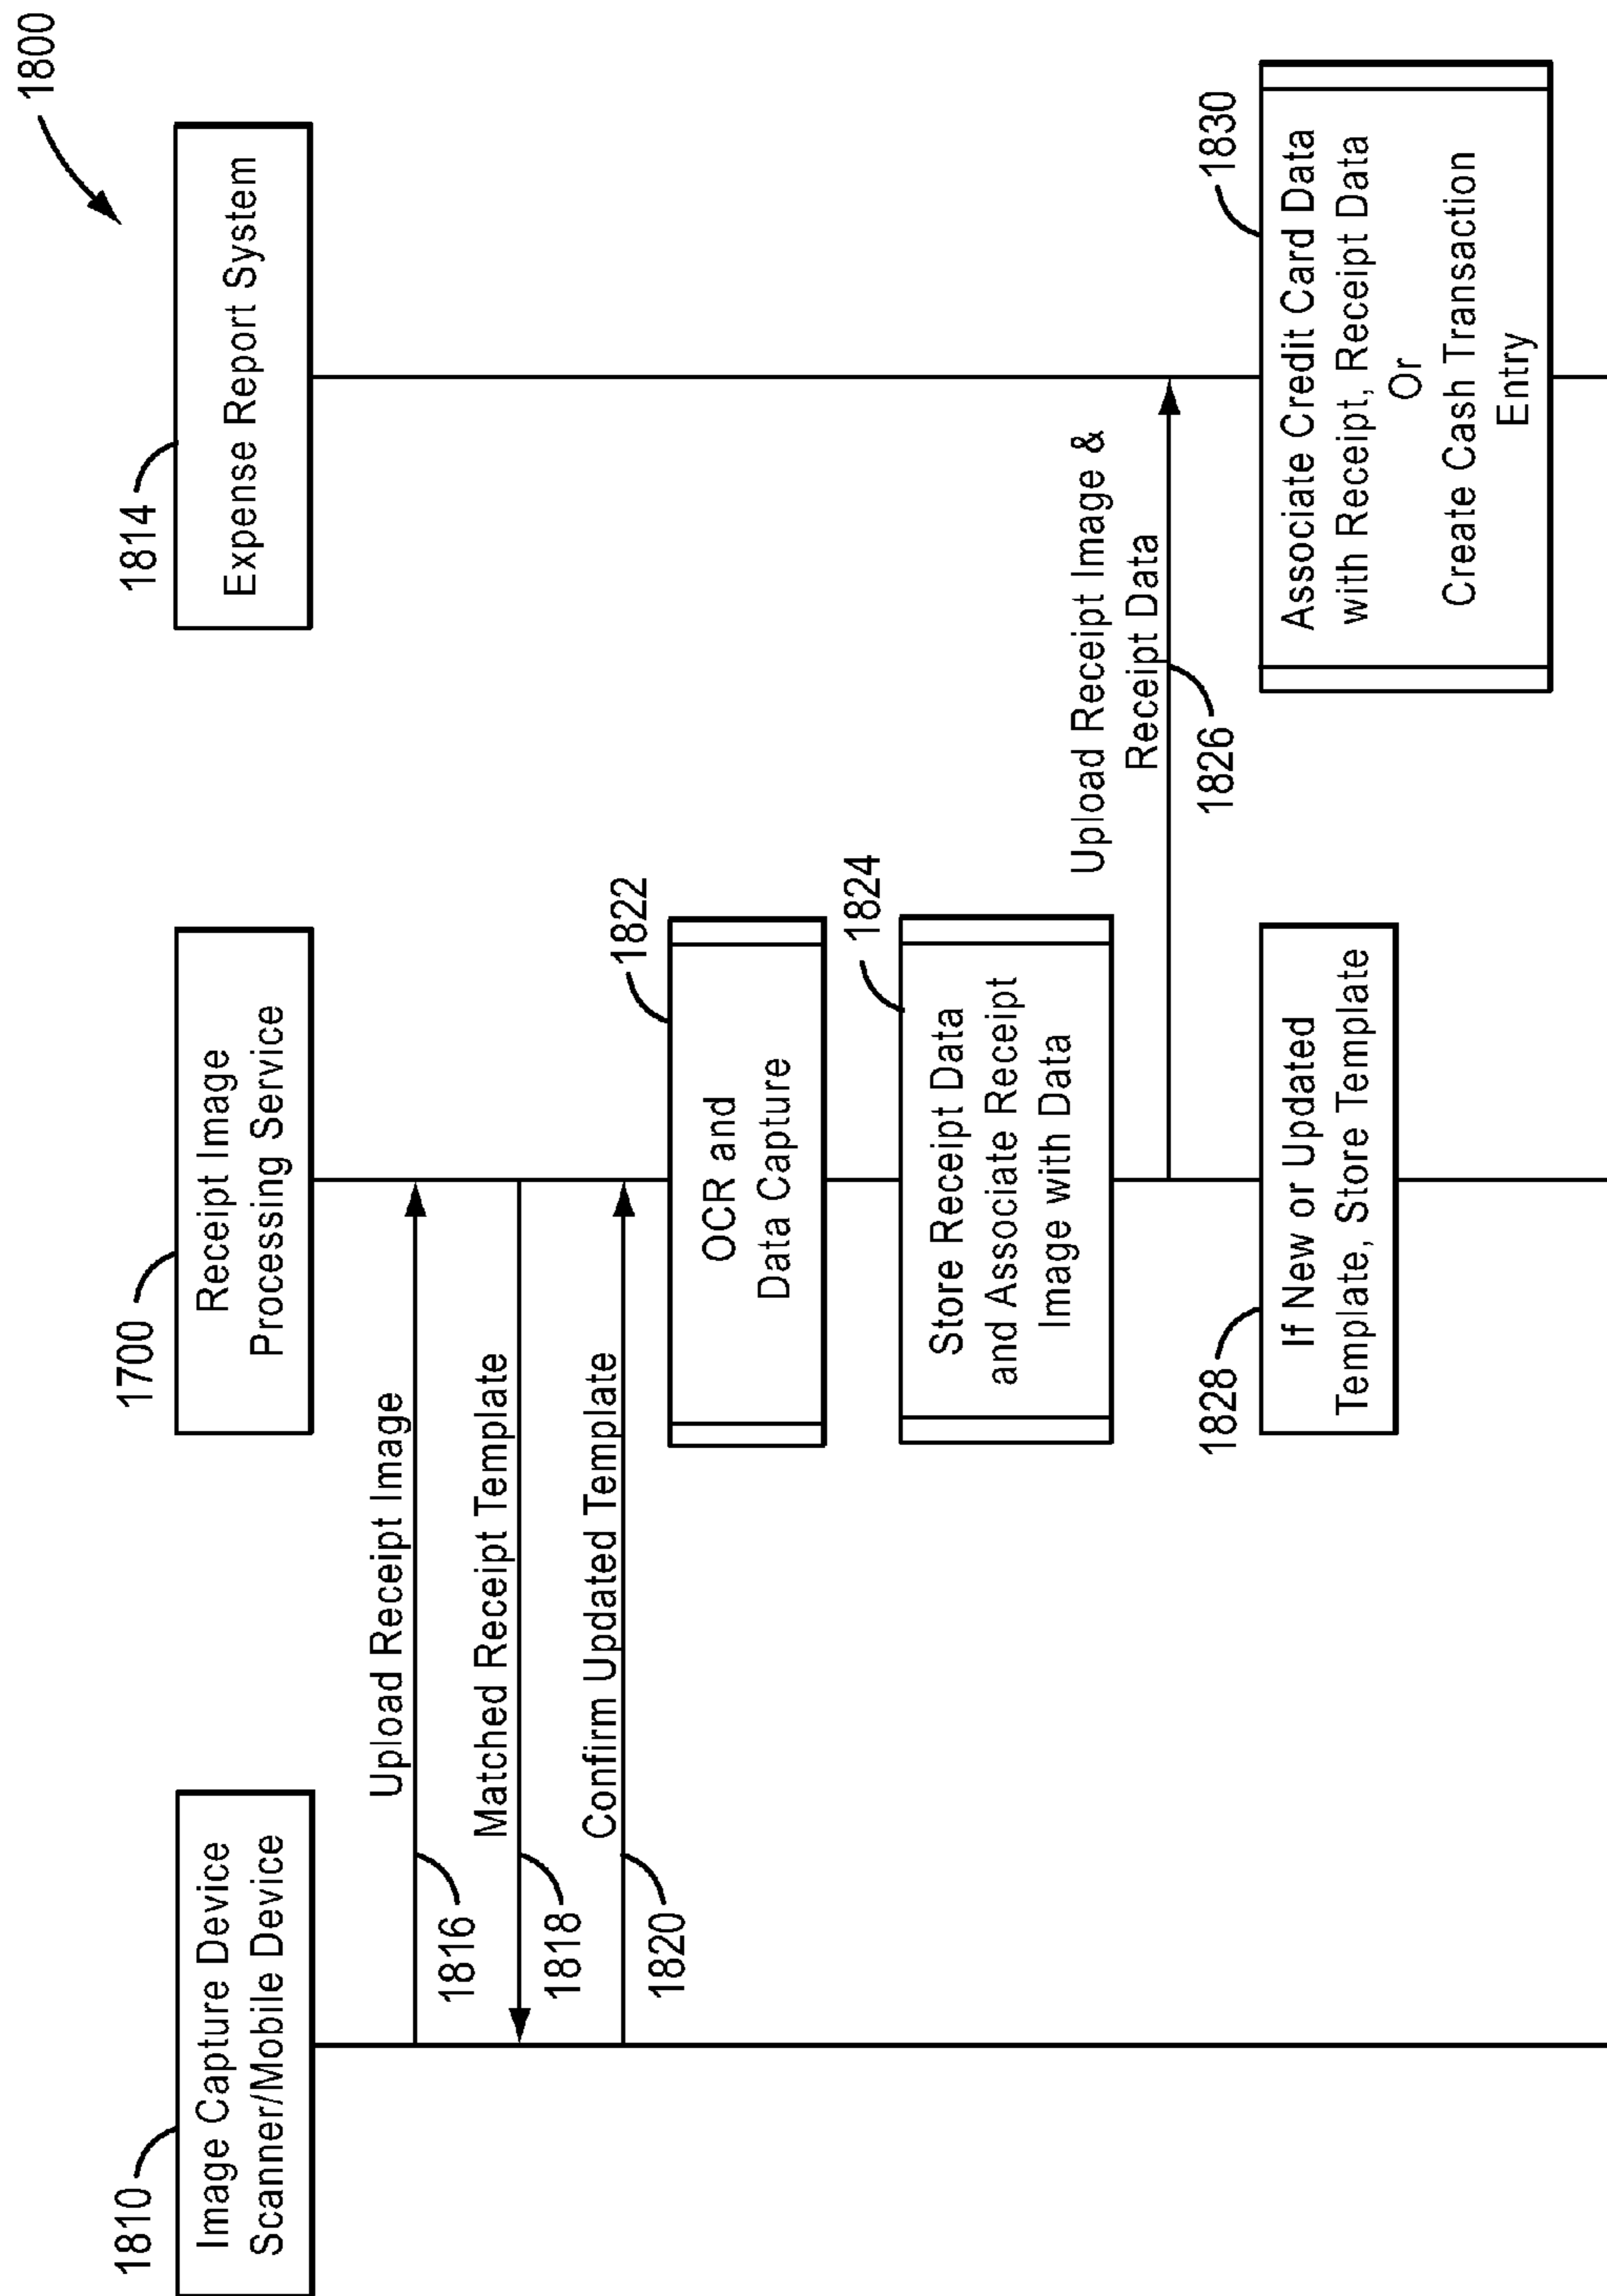 1800
1810
Image Capture Device
Scanner/Mobile Device
1700
Receipt Image
Processing Service
1814
Expense Report System
Upload Receipt Image
1816
Matched Receipt Template
1818
Confirm Updated Template
1820
1822
OCR and
Data Capture
1824
Store Receipt Data
and Associate Receipt
Image with Data
Upload Receipt Image &
Receipt Data
1826
1828
If New or Updated
Template, Store Template
1830
Associate Credit Card Data
with Receipt, Receipt Data
Or
Create Cash Transaction
Entry